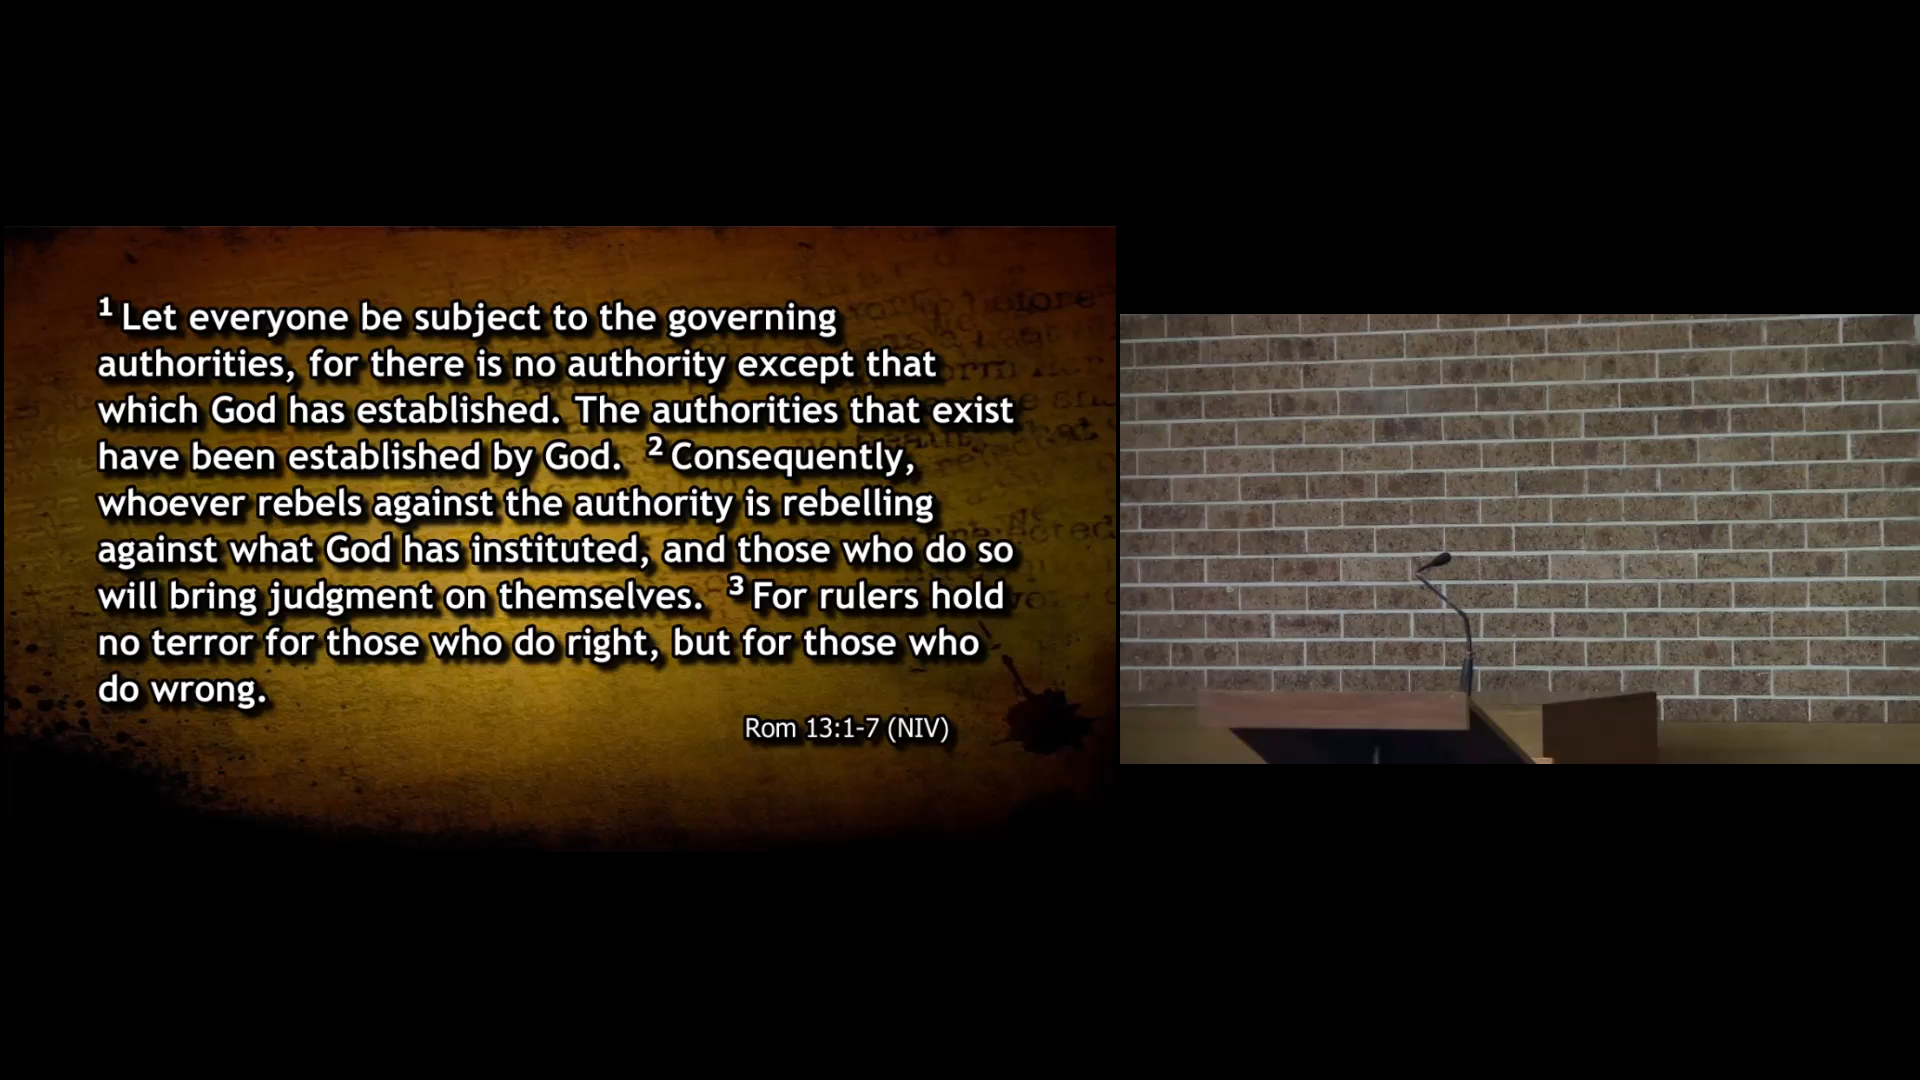 1 Let everyone be subject to the governing
authorities, for there is no authority except that
which God has established. The authorities that exist
have been established by God. 2 Consequently,
whoever rebels against the authority is rebelling
against what God has instituted, and those who do so
will bring judgment on themselves. 3 For rulers hold
no terror for those who do right, but for those who
do wrong.
Rom 13:1-7 (NIV)